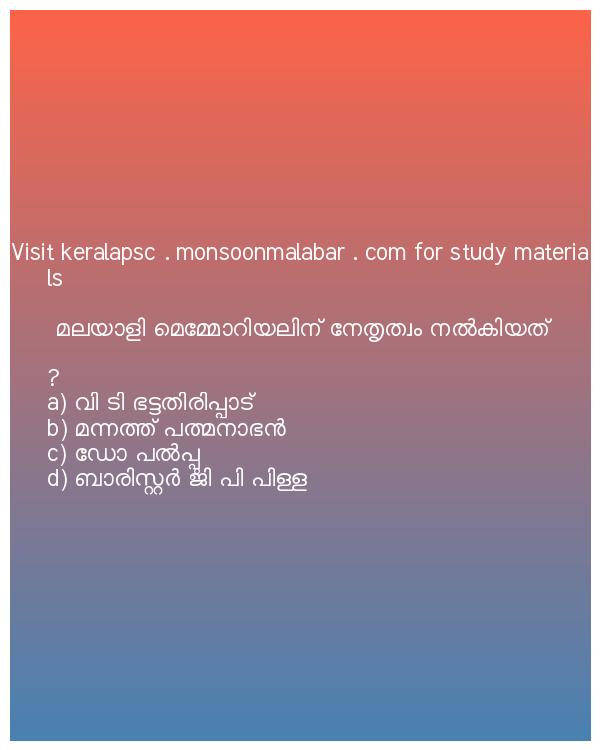 Visit keralapsc . monsoonmalabar . com for study materia
ls
മലയാളി മെമ്മോറിയലിന് നേതൃത്വം നൽകിയത്
?
a) വി ടി ഭട്ടതിരിപ്പാട്
b) മന്നത്ത് പത്മനാഭൻ
c) ഡോ പൽപ്പു
d) ബാരിസ്റ്റർ ജി പി പിള്ള